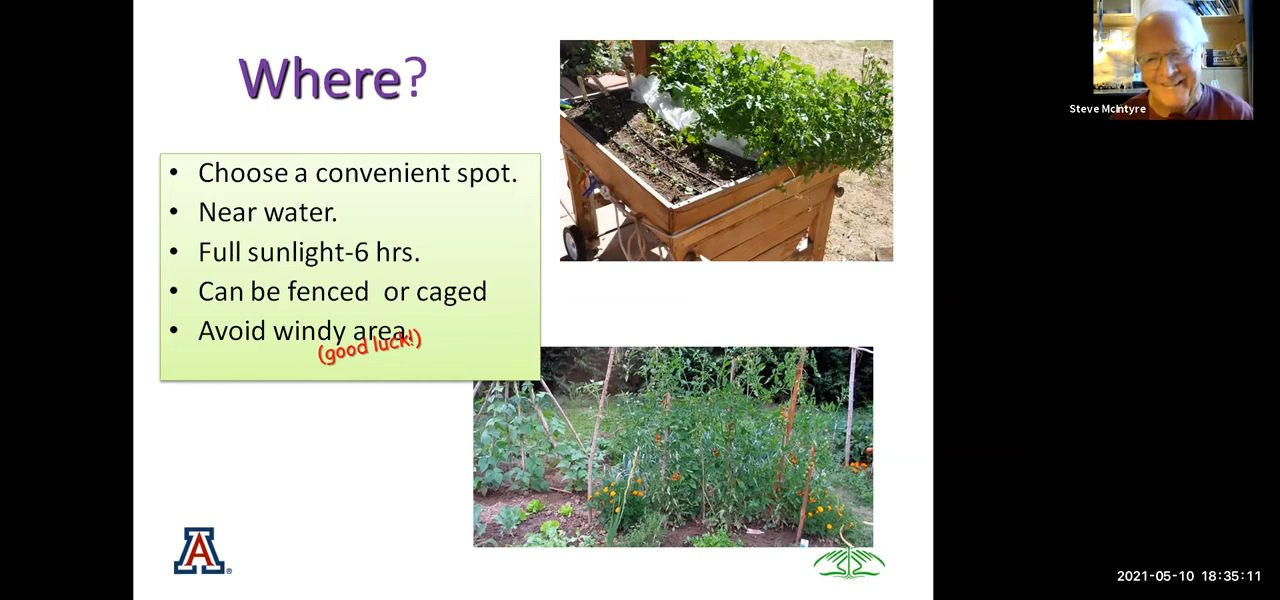 Where?
• Choose a convenient spot.
• Near water.
• Full sunlight-6 hrs.
• Can be fenced  or caged
• Avoid windy area.
(good luck!)
A
Steve McIntyre
2021-05-10 18:35:11